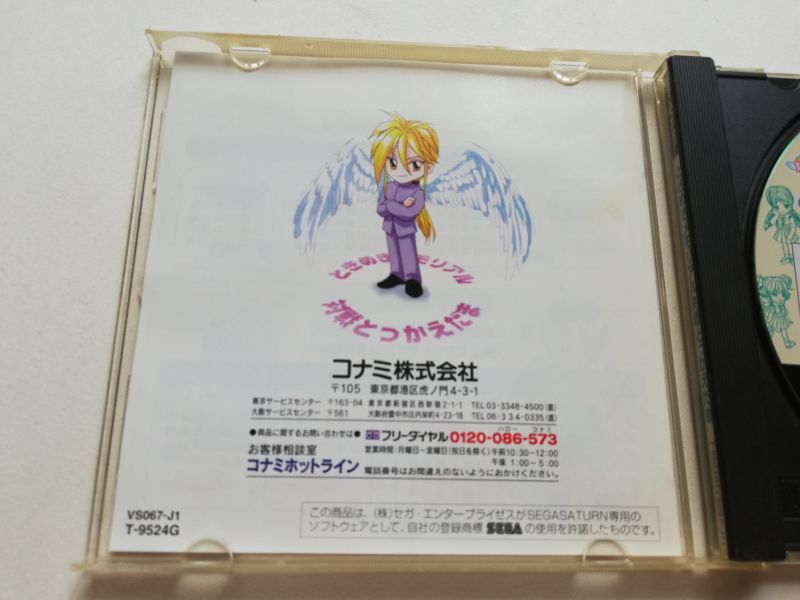 ときめきメモリアル
対戦とっかえだま
コナミ株式会社
〒105 東京都港区虎ノ門4-3-1
東京サービスセンター 〒163-04 東京都新宿区西新宿2-1-1 TEL 03-3348-4500(直)
大阪サービスセンター 〒561 大阪府豊中市庄内栄町4-23-18 TEL 06-334-0335(直)
●商品に関するお問い合わせは● フリーダイヤル 0120-086-573
ハロー コナミ
お客様相談室 営業時間:月曜日〜金曜日(祝日を除く)午前10:30-12:00
午後 1:00-5:00
コナミホットライン 電話番号はお間違えのないようにおかけください。
VS067-J1
T-9524G
この商品は、(株)セガ・エンタープライゼスがSEGASATURN専用の
ソフトウェアとして、自社の登録商標 SEGA の使用を許諾したものです。